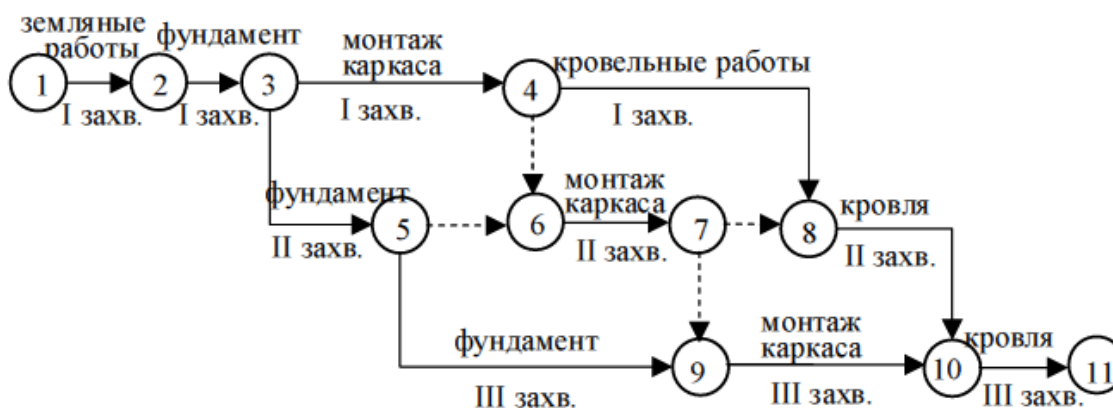 земляные
работы
фундамент
монтаж
каркаса
кровельные работы
1
2
3
4
I захв.
I захв.
I захв.
I захв.
фундамент
монтаж
каркаса
кровля
5
6
7
8
II захв.
II захв.
II захв.
фундамент
монтаж
каркаса
кровля
9
10
11
III захв.
III захв.
III захв.